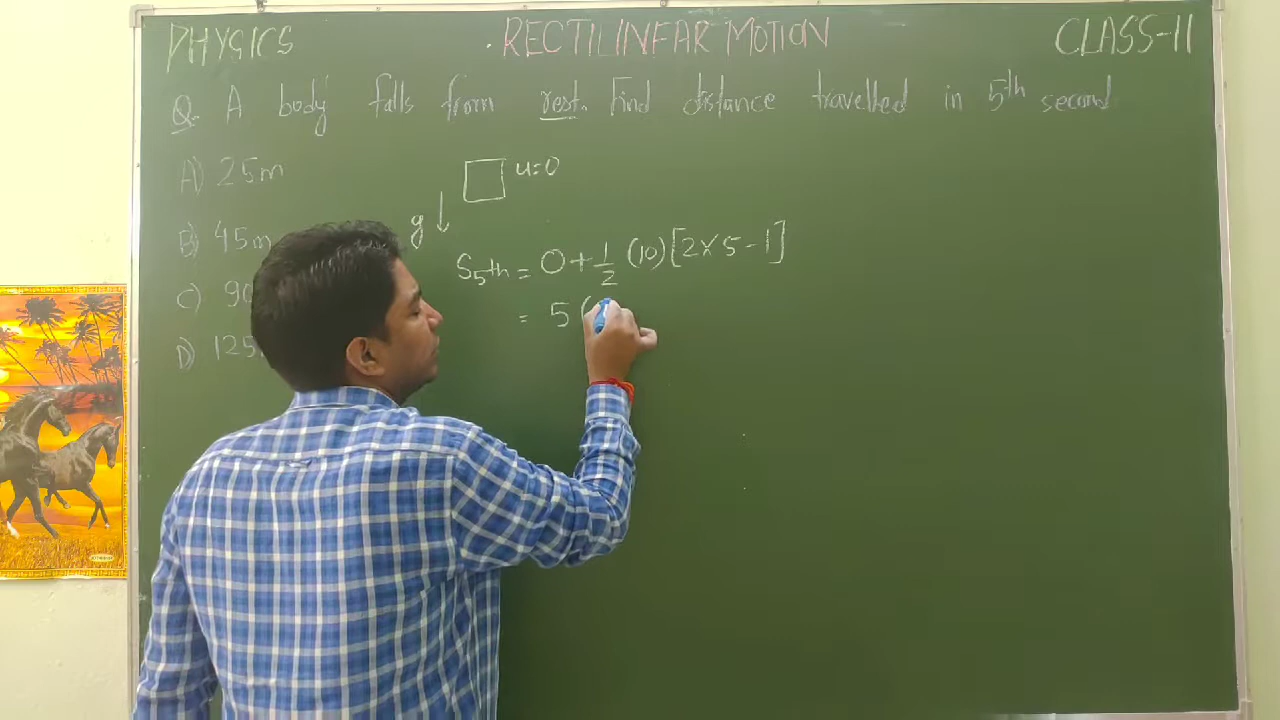 PHYSICS RECTILINEAR MOTION CLASS-11
Q. A body falls from rest. Find distance travelled in 5th second
A) 25m
u=0
B) 45m
g
S5th = 0 + 1/2 (10)[2×5-1]
C) 90
= 5 (
D) 125